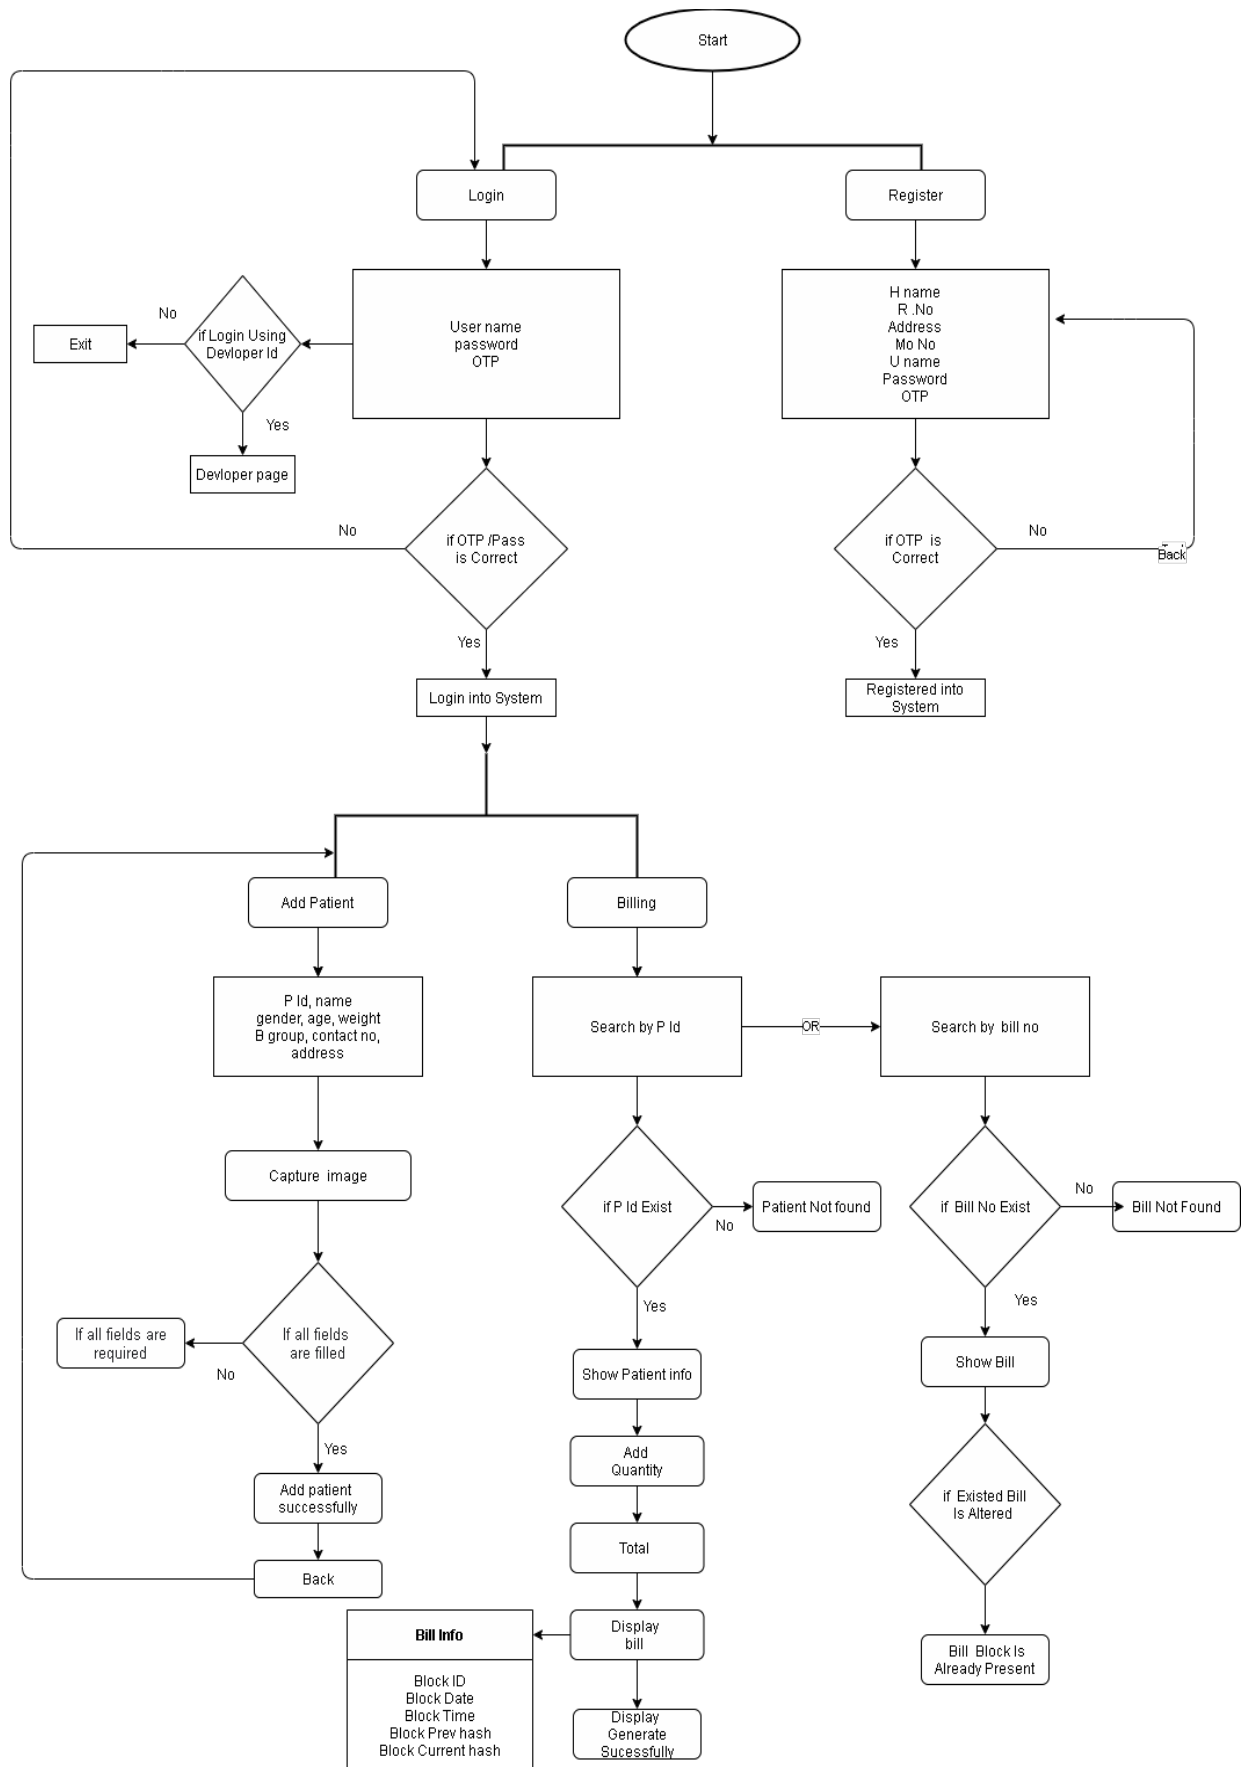 Start
Login
Register
User name
password
OTP
H name
R .No
Address
Mo No
U name
Password
OTP
if Login Using
Devloper Id
No
Exit
Yes
Devloper page
if OTP /Pass
is Correct
No
Yes
if OTP is
Correct
No
Back
Yes
Login into System
Registered into
System
Add Patient
Billing
P Id, name
gender, age, weight
B group, contact no,
address
Search by P Id
OR
Search by bill no
Capture image
if P Id Exist
No
Patient Not found
if Bill No Exist
No
Bill Not Found
Yes
Yes
If all fields are
required
No
If all fields
are filled
Show Patient info
Show Bill
Yes
Add
Quantity
Add patient
successfully
if Existed Bill
Is Altered
Total
Back
Bill Info
Display
bill
Bill Block Is
Already Present
Block ID
Block Date
Block Time
Block Prev hash
Block Current hash
Display
Generate
Sucessfully